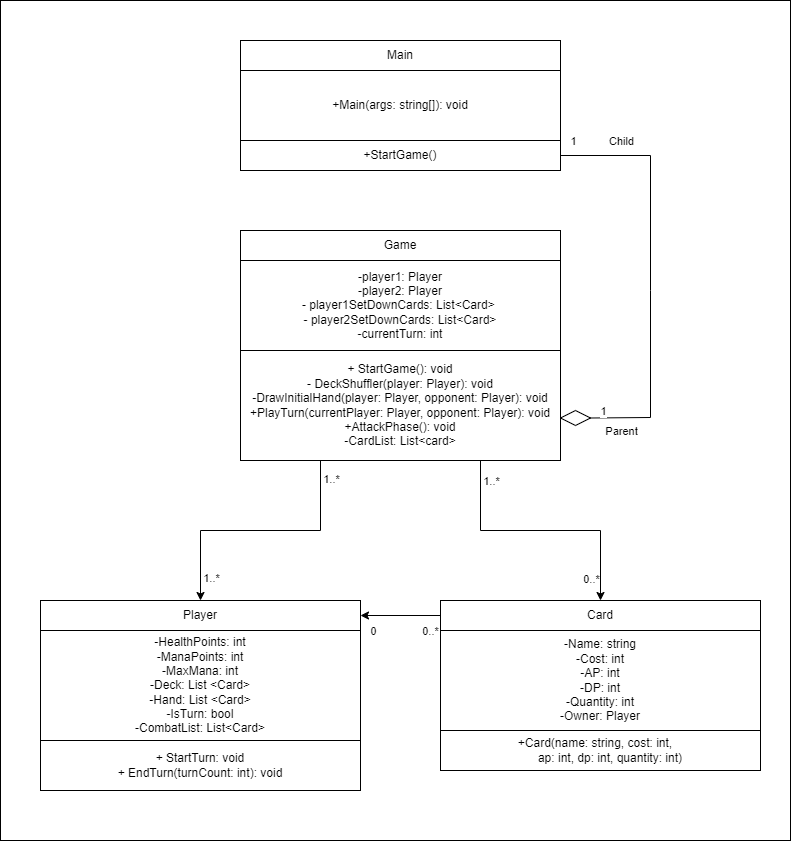 Main
+Main(args: string[]): void
+StartGame()
1
Child
Game
-player1: Player
-player2: Player
- player1SetDownCards: List<Card>
- player2SetDownCards: List<Card>
-currentTurn: int
+ StartGame(): void
- DeckShuffler(player: Player): void
-DrawInitialHand(player: Player, opponent: Player): void
+PlayTurn(currentPlayer: Player, opponent: Player): void
+AttackPhase(): void
-CardList: List<card>
1
Parent
1..*
1..*
1..*
0..*
Player
-HealthPoints: int
-ManaPoints: int
-MaxMana: int
-Deck: List <Card>
-Hand: List <Card>
-IsTurn: bool
-CombatList: List<Card>
+ StartTurn: void
+ EndTurn(turnCount: int): void
0
0..*
Card
-Name: string
-Cost: int
-AP: int
-DP: int
-Quantity: int
-Owner: Player
+Card(name: string, cost: int,
ap: int, dp: int, quantity: int)